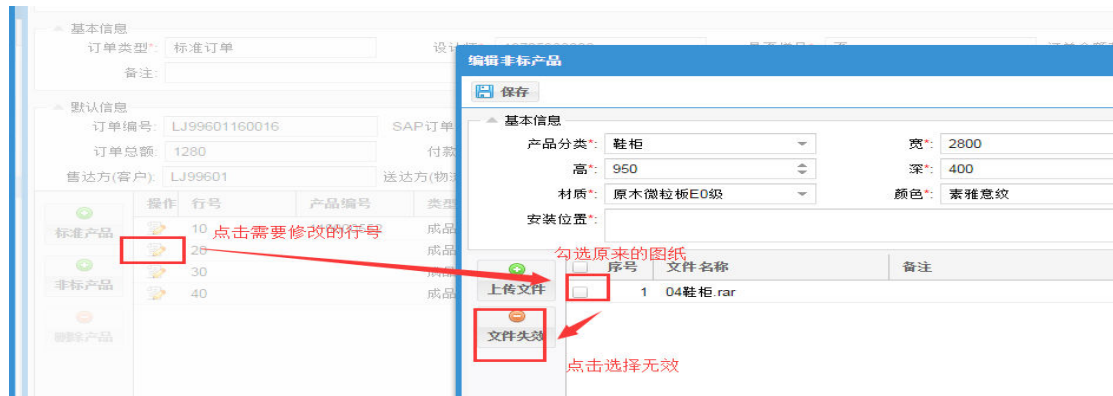 基本信息
订单类型*: 标准订单
备注:
默认信息
订单编号: LJ99601160016 SAP订单
订单总额: 1280 付款
售达方(客户): LJ99601 送达方(物流
操作 行号 产品编号 类型
标准产品
非标产品
删除产品
10 成品
20 成品
30 成品
40 成品
点击需要修改的行号
编辑非标产品
保存
基本信息
产品分类*: 鞋柜 宽*: 2800
高*: 950 深*: 400
材质*: 原木微粒板E0级 颜色*: 素雅意纹
安装位置*:
勾选原来的图纸
序号 文件名称 备注
上传文件
1 04鞋柜.rar
文件失效
点击选择无效